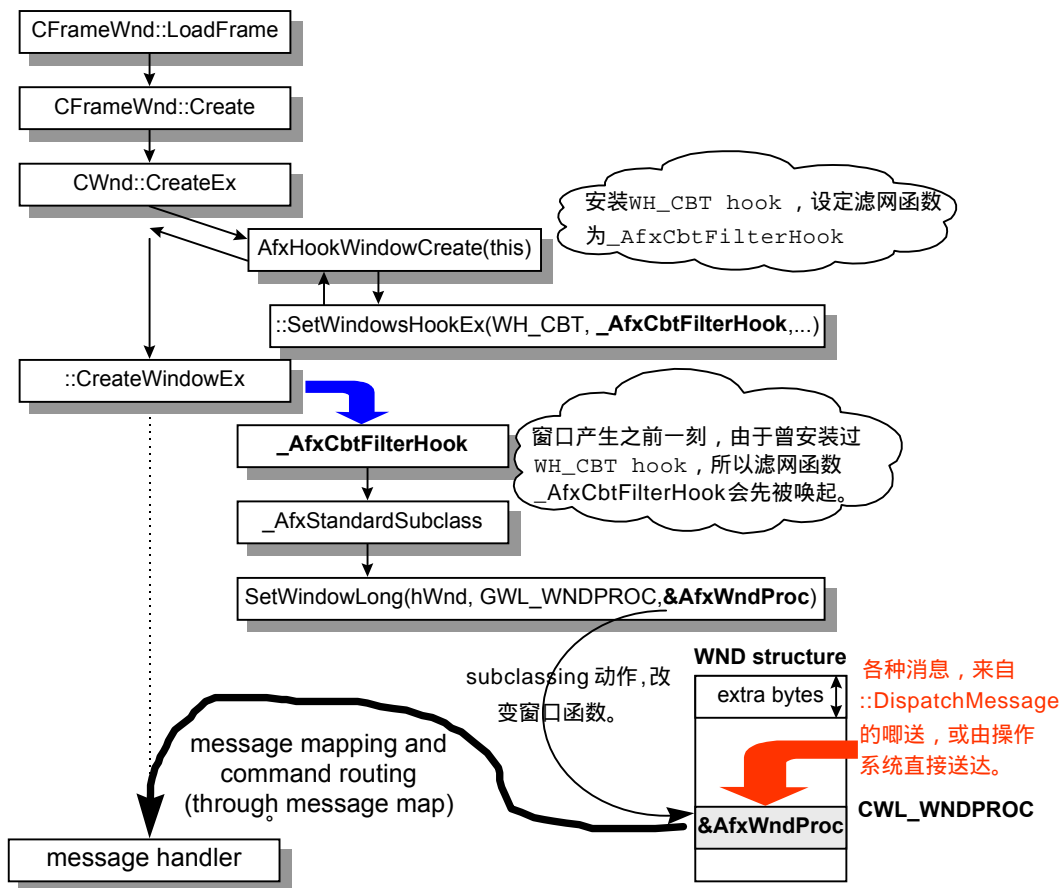 CFrameWnd::LoadFrame
CFrameWnd::Create
CWnd::CreateEx
安装WH_CBT hook ，设定滤网函数
为_AfxCbtFilterHook
AfxHookWindowCreate(this)
::SetWindowsHookEx(WH_CBT, _AfxCbtFilterHook,...)
::CreateWindowEx
_AfxCbtFilterHook
窗口产生之前一刻，由于曾安装过
WH_CBT hook ，所以滤网函数
_AfxCbtFilterHook会先被唤起。
_AfxStandardSubclass
SetWindowLong(hWnd, GWL_WNDPROC,&AfxWndProc)
subclassing 动作,改
变窗口函数。
WND structure
extra bytes
各种消息，来自
::DispatchMessage
的唧送，或由操作
系统直接送达。
message mapping and
command routing
(through message map)
。
&AfxWndProc
CWL_WNDPROC
message handler